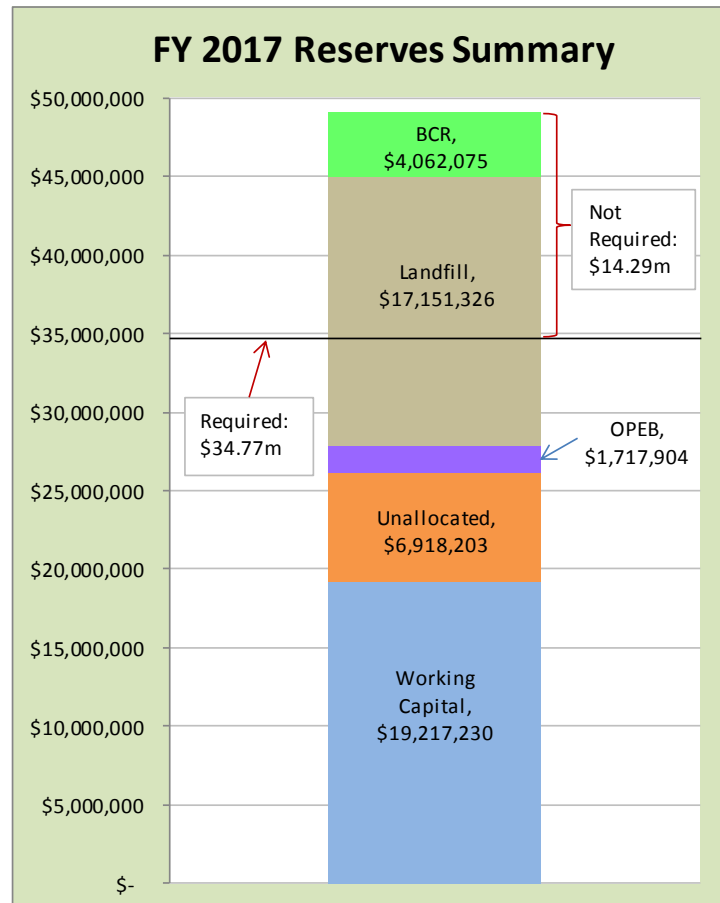 FY 2017 Reserves Summary
$50,000,000
$45,000,000
$40,000,000
$35,000,000
$30,000,000
$25,000,000
$20,000,000
$15,000,000
$10,000,000
$5,000,000
$-
BCR,
$4,062,075
Not
Required:
$14.29m
Landfill,
$17,151,326
Required:
$34.77m
OPEB,
$1,717,904
Unallocated,
$6,918,203
Working
Capital,
$19,217,230